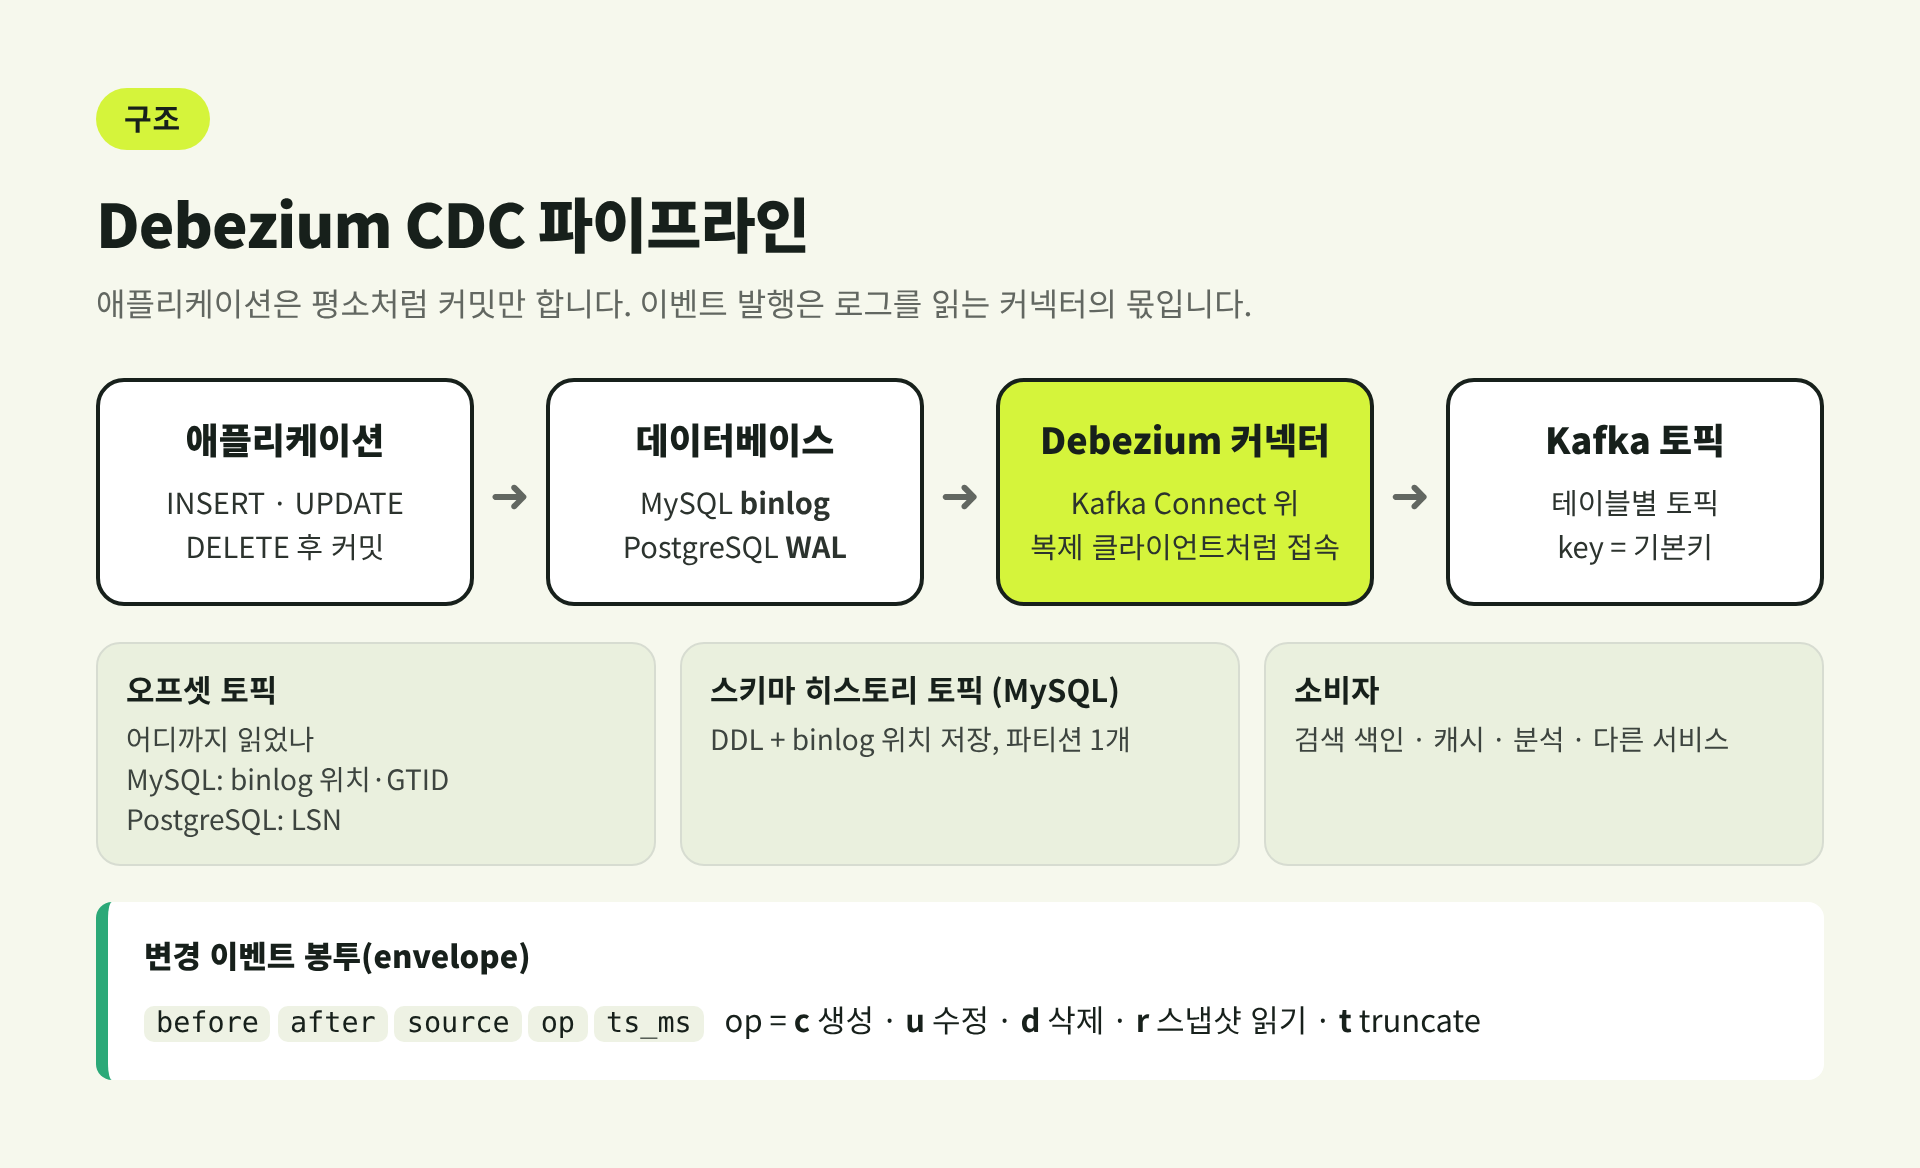 구조
Debezium CDC 파이프라인
애플리케이션은 평소처럼 커밋만 합니다. 이벤트 발행은 로그를 읽는 커넥터의 몫입니다.
애플리케이션
INSERT · UPDATE
DELETE 후 커밋
→
데이터베이스
MySQL binlog
PostgreSQL WAL
→
Debezium 커넥터
Kafka Connect 위
복제 클라이언트처럼 접속
→
Kafka 토픽
테이블별 토픽
key = 기본키
오프셋 토픽
어디까지 읽었나
MySQL: binlog 위치·GTID
PostgreSQL: LSN
스키마 히스토리 토픽 (MySQL)
DDL + binlog 위치 저장, 파티션 1개
소비자
검색 색인 · 캐시 · 분석 · 다른 서비스
변경 이벤트 봉투(envelope)
before after source op ts_ms op = c 생성 · u 수정 · d 삭제 · r 스냅샷 읽기 · t truncate